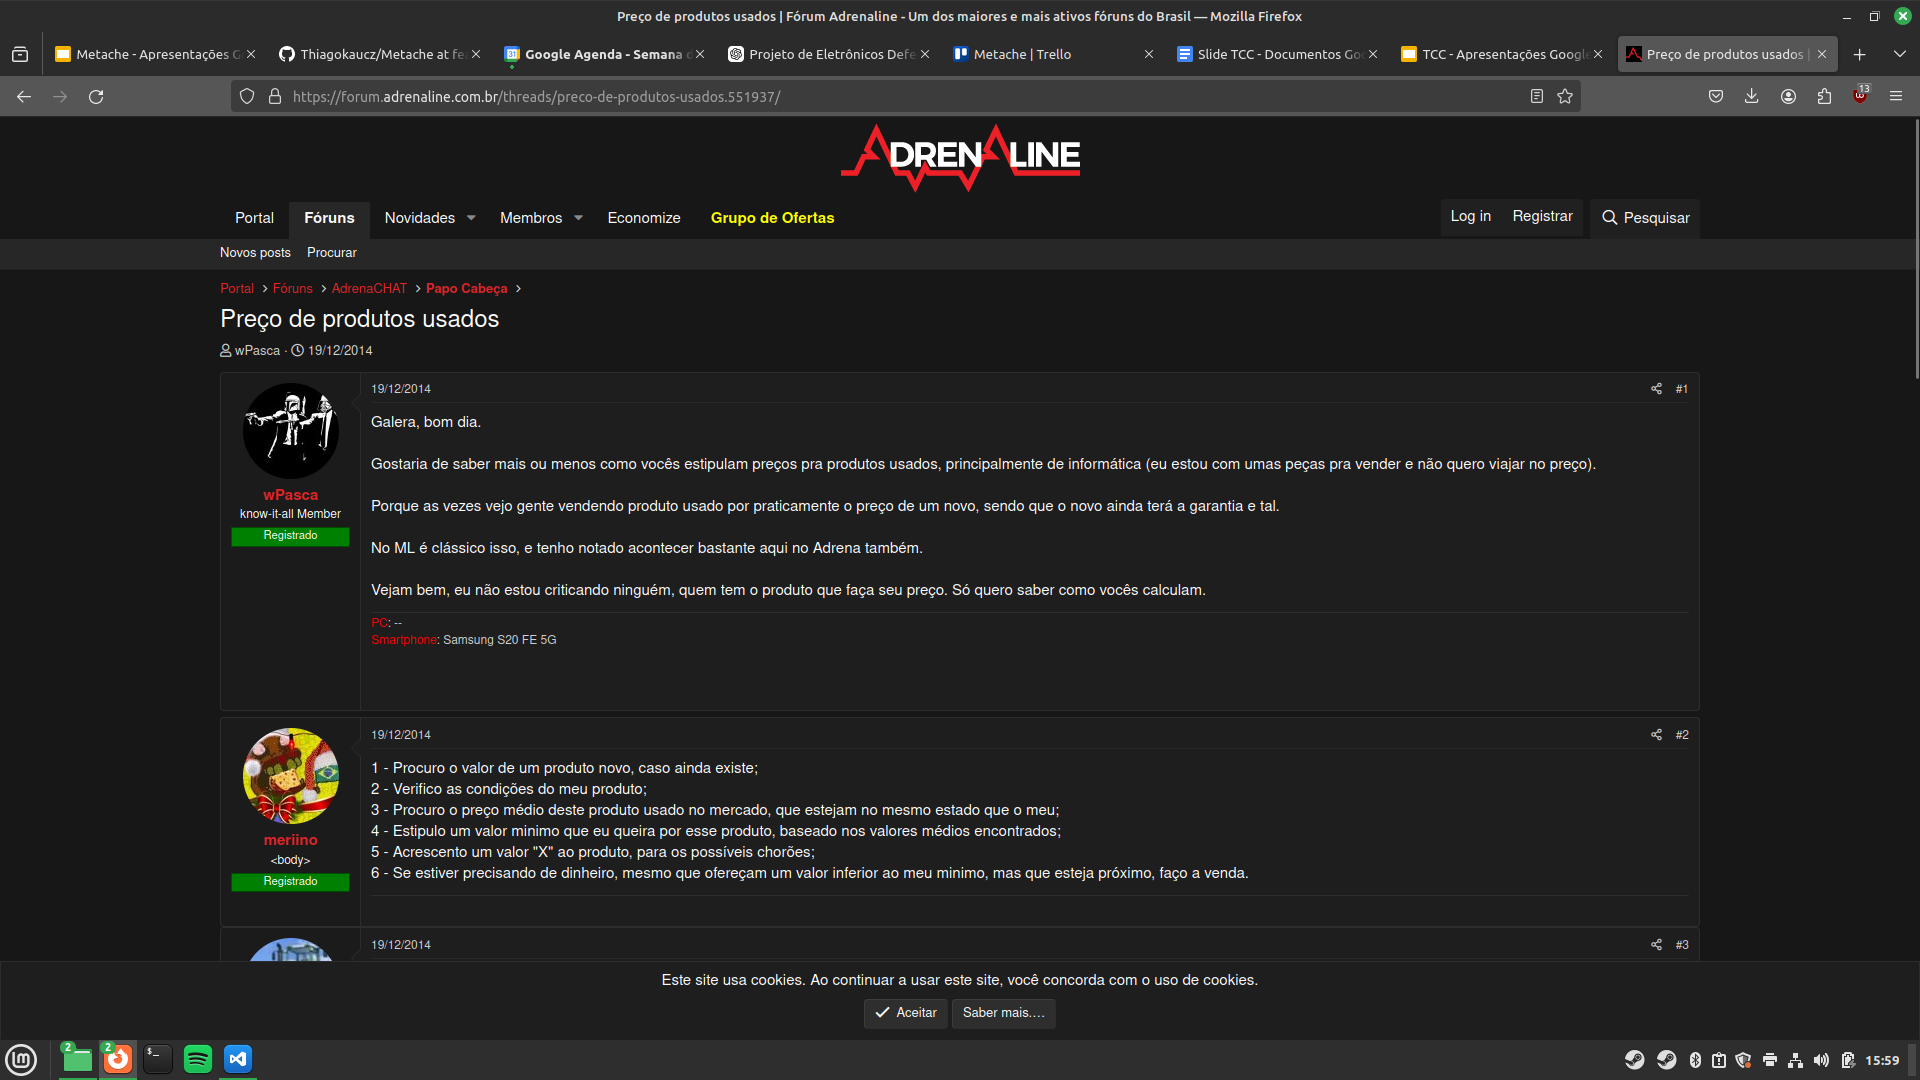 Preço de produtos usados | Fórum Adrenaline - Um dos maiores e mais ativos fóruns do Brasil — Mozilla Firefox
Metache - Apresentações G
Thiagokaucz/Metache at fe
Google Agenda - Semana d
Projeto de Eletrônicos Defe
Metache | Trello
Slide TCC - Documentos Goo
TCC - Apresentações Google
Preço de produtos usados |
https://forum.adrenaline.com.br/threads/preco-de-produtos-usados.551937/
13
ADRENALINE
Portal
Fóruns
Novidades
Membros
Economize
Grupo de Ofertas
Log in
Registrar
Pesquisar
Novos posts
Procurar
Portal > Fóruns > AdrenaCHAT > Papo Cabeça >
Preço de produtos usados
wPasca · 19/12/2014
19/12/2014
#1
wPasca
know-it-all Member
Registrado
Galera, bom dia.
Gostaria de saber mais ou menos como vocês estipulam preços pra produtos usados, principalmente de informática (eu estou com umas peças pra vender e não quero viajar no preço).
Porque as vezes vejo gente vendendo produto usado por praticamente o preço de um novo, sendo que o novo ainda terá a garantia e tal.
No ML é clássico isso, e tenho notado acontecer bastante aqui no Adrena também.
Vejam bem, eu não estou criticando ninguém, quem tem o produto que faça seu preço. Só quero saber como vocês calculam.
PC: --
Smartphone: Samsung S20 FE 5G
19/12/2014
#2
meriino
<body>
Registrado
1 - Procuro o valor de um produto novo, caso ainda existe;
2 - Verifico as condições do meu produto;
3 - Procuro o preço médio deste produto usado no mercado, que estejam no mesmo estado que o meu;
4 - Estipulo um valor minimo que eu queira por esse produto, baseado nos valores médios encontrados;
5 - Acrescento um valor "X" ao produto, para os possíveis chorões;
6 - Se estiver precisando de dinheiro, mesmo que ofereçam um valor inferior ao meu minimo, mas que esteja próximo, faço a venda.
19/12/2014
#3
Este site usa cookies. Ao continuar a usar este site, você concorda com o uso de cookies.
Aceitar
Saber mais.…
2
2
$_
15:59